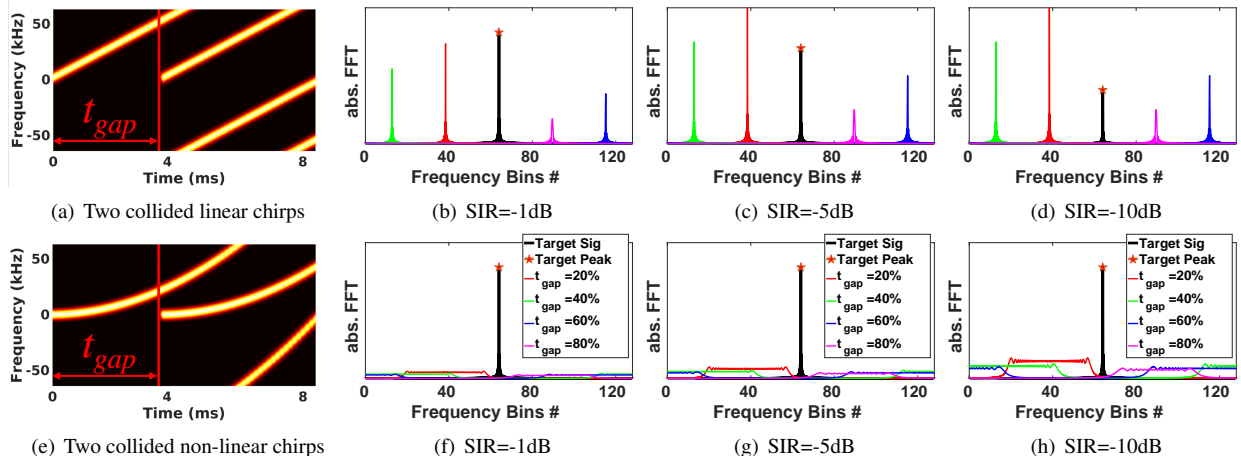 Frequency (kHz)
50
0
-50
t_gap
0
4
8
Time (ms)
(a) Two collided linear chirps
abs. FFT
0
40
80
120
Frequency Bins #
(b) SIR=-1dB
abs. FFT
0
40
80
120
Frequency Bins #
(c) SIR=-5dB
abs. FFT
0
40
80
120
Frequency Bins #
(d) SIR=-10dB
Frequency (kHz)
50
0
-50
t_gap
0
4
8
Time (ms)
(e) Two collided non-linear chirps
abs. FFT
Target Sig
Target Peak
t_gap =20%
t_gap =40%
t_gap =60%
t_gap =80%
0
40
80
120
Frequency Bins #
(f) SIR=-1dB
abs. FFT
Target Sig
Target Peak
t_gap =20%
t_gap =40%
t_gap =60%
t_gap =80%
0
40
80
120
Frequency Bins #
(g) SIR=-5dB
abs. FFT
Target Sig
Target Peak
t_gap =20%
t_gap =40%
t_gap =60%
t_gap =80%
0
40
80
120
Frequency Bins #
(h) SIR=-10dB